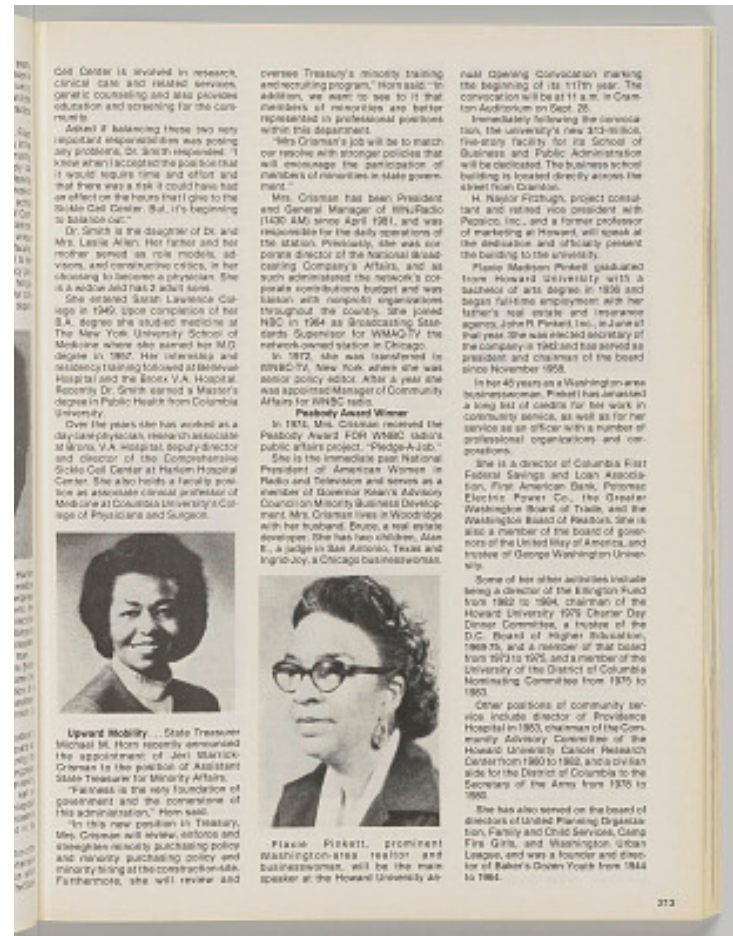 Cell Center is involved in research,
clinical care and related services,
genetic counseling and also provides
education and screening for the com-
munity.
Asked if balancing these two very
important responsibilities was posing
any problems, Dr. Smith responded: "I
know when I accepted the position that
it would require time and effort and
that there was a risk it could have had
an effect on the hours that I give to the
Sickle Cell Center. But, it's beginning
to balance out."
Dr. Smith is the daughter of Dr. and
Mrs. Leslie Allen. Her father and her
mother served as role models, ad-
visors, and constructive critics, in her
choosing to become a physician. She
is a widow and has 2 adult sons.
She entered Sarah Lawrence Col-
lege in 1949. Upon completion of her
B.A. degree she studied medicine at
The New York University School of
Medicine where she earned her M.D.
degree in 1957. Her internship and
residency training followed at Bellevue
Hospital and the Bronx V.A. Hospital.
Recently Dr. Smith earned a Master's
degree in Public Health from Columbia
University.
Over the years she has worked as a
day care physician, research associate
at Bronx, V.A. Hospital, deputy director
and director of the Comprehensive
Sickle Cell Center at Harlem Hospital
Center. She also holds a faculty posi-
tion as associate clinical professor of
Medicine at Columbia University's Col-
lege of Physicians and Surgeon.
Upward Mobility. . . State Treasurer
Michael M. Horn recently announced
the appointment of Jeri Warrick-
Crisman to the position of Assistant
State Treasurer for Minority Affairs.
"Fairness is the very foundation of
government and the cornerstone of
this administration," Horn said.
"In this new position in Treasury,
Mrs. Crisman will review, enforce and
strengthen minority purchasing policy
and minority purchasing policy and
minority hiring at the construction site.
Furthermore, she will review and
oversee Treasury's minority training
and recruiting program," Horn said. "In
addition, we want to see to it that
members of minorities are better
represented in professional positions
within this department.
"Mrs Crisman's job will be to match
our resolve with stronger policies that
will encourage the participation of
members of minorities in state govern-
ment."
Mrs. Crisman has been President
and General Manager of WNJRadio
(1430 AM) since April 1981, and was
responsible for the daily operations of
the station. Previously, she was cor-
porate director of the National Broad-
casting Company's Affairs, and as
such administered the network's cor-
porate contributions budget and was
liaison with nonprofit organizations
throughout the country. She joined
NBC in 1964 as Broadcasting Stan-
dards Supervisor for WMAQ-TV the
network-owned station in Chicago.
In 1972, she was transferred to
WNBC-TV, New York where she was
senior policy editor. After a year she
was appointed Manager of Community
Affairs for WNBC radio.
Peabody Award Winner
In 1974, Mrs. Crisman received the
Peabody Award FOR WNBC radio's
public affairs project, "Pledge-A-Job."
She is the immediate past National
President of American Women in
Radio and Television and serves as a
member of Governor Kean's Advisory
Council on Minority Business Develop-
ment. Mrs. Crisman lives in Woodridge
with her husband, Bruce, a real estate
developer. She has two children, Alan
E., a judge in San Antonio, Texas and
Ingrid-Joy, a Chicago businesswoman.
Flaxie Pinkett, prominent
Washington-area realtor and
businesswoman, will be the main
speaker at the Howard University an-
nual Opening Convocation marking
the beginning of its 117th year. The
convocation will be at 11 a.m. in Cram-
ton Auditorium on Sept. 28.
Immediately following the convoca-
tion, the university's new $13-million,
five-story facility for its School of
Business and Public Administration
will be dedicated. The business school
building is located directly across the
street from Cramton.
H. Naylor Fitzhugh, project consul-
tant and retired vice president with
Pepsico, Inc., and a former professor
of marketing at Howard, will speak at
the dedication and officially present
the building to the university.
Flaxie Madison Pinkett graduated
from Howard University with a
bachelor of arts degree in 1936 and
began full-time employment with her
father's real estate and insurance
agency, John R. Pinkett, Inc., in June of
that year. She was elected secretary of
the company in 1942 and has served as
president and chairman of the board
since November 1958.
In her 48 years as a Washington-area
businesswoman, Pinkett has amassed
a long list of credits for her work in
community service, as well as for her
service as an officer with a number of
professional organizations and cor-
porations.
She is a director of Columbia First
Federal Savings and Loan Associa-
tion, First American Bank, Potomac
Electric Power Co., the Greater
Washington Board of Trade, and the
Washington Board of Realtors. She is
also a member of the board of gover-
nors of the United Way of America, and
trustee of George Washington Univer-
sity.
Some of her other activities include
being a director of the Ellington Fund
from 1982 to 1984, chairman of the
Howard University 1979 Charter Day
Dinner Committee, a trustee of the
D.C. Board of Higher Education,
1969-75, and a member of that board
from 1973 to 1975, and a member of the
University of the District of Columbia
Nominating Committee from 1975 to
1983.
Other positions of community ser-
vice include director of Providence
Hospital in 1983, chairman of the Com-
munity Advisory Committee of the
Howard University Cancer Research
Center from 1980 to 1982, and a civilian
aide for the District of Columbia to the
Secretary of the Army from 1978 to
1980.
She has also served on the board of
directors of United Planning Organiza-
tion, Family and Child Services, Camp
Fire Girls, and Washington Urban
League, and was a founder and direc-
tor of Baker's Dozen Youth from 1944
to 1964.
213